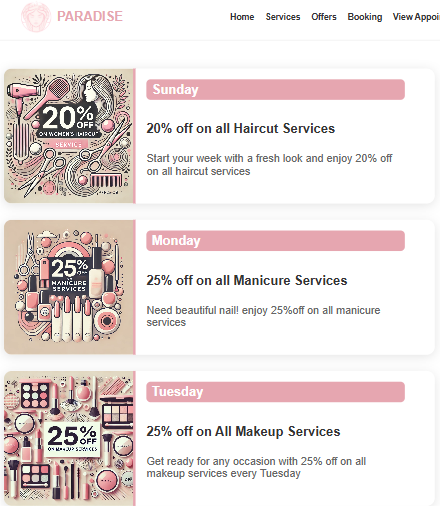 PARADISE
Home Services Offers Booking View Appoi
20%
OFF
ON WOMEN'S HAIRCUT
SERVICE
Sunday
20% off on all Haircut Services
Start your week with a fresh look and enjoy 20% off
on all haircut services
25%
OFF
MANICURE
SERVICES
Monday
25% off on all Manicure Services
Need beautiful nail! enjoy 25%off on all manicure
services
25%
OFF
ON MAKEUP SERVICES
Tuesday
25% off on All Makeup Services
Get ready for any occasion with 25% off on all
makeup services every Tuesday